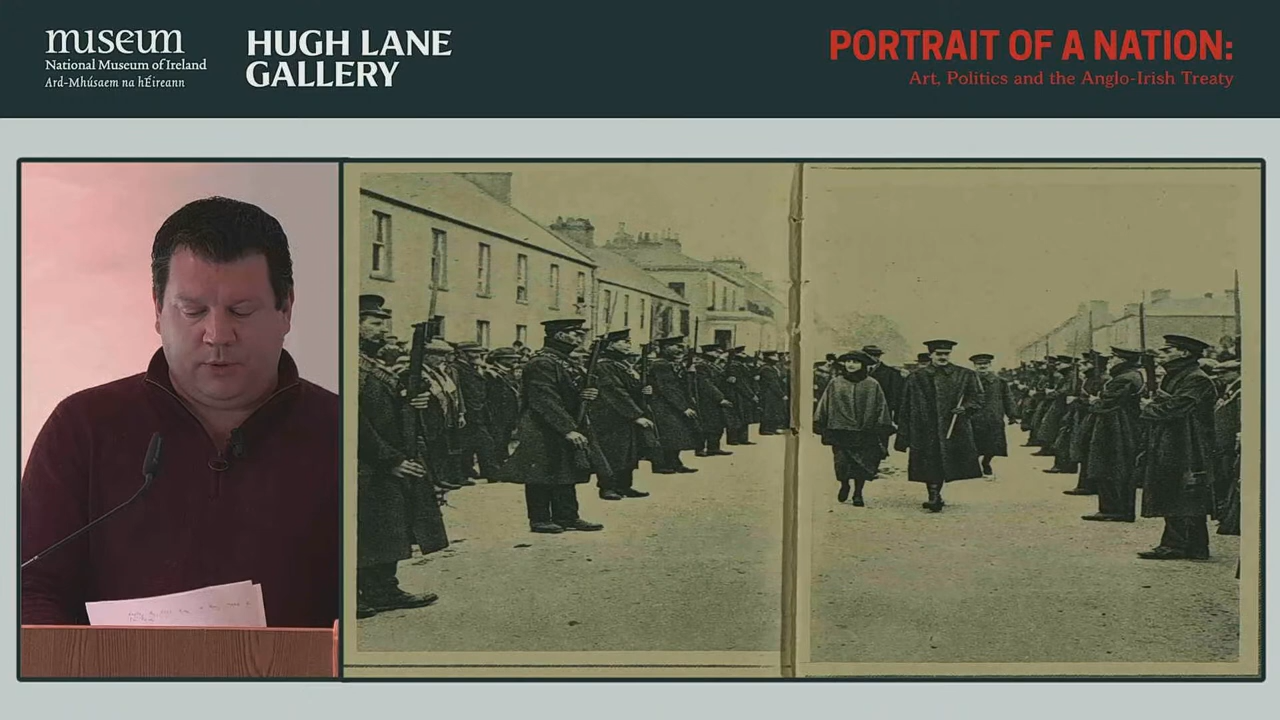 museum
National Museum of Ireland
Ard-Mhúsaem na hÉireann
HUGH LANE
GALLERY
PORTRAIT OF A NATION:
Art, Politics and the Anglo-Irish Treaty